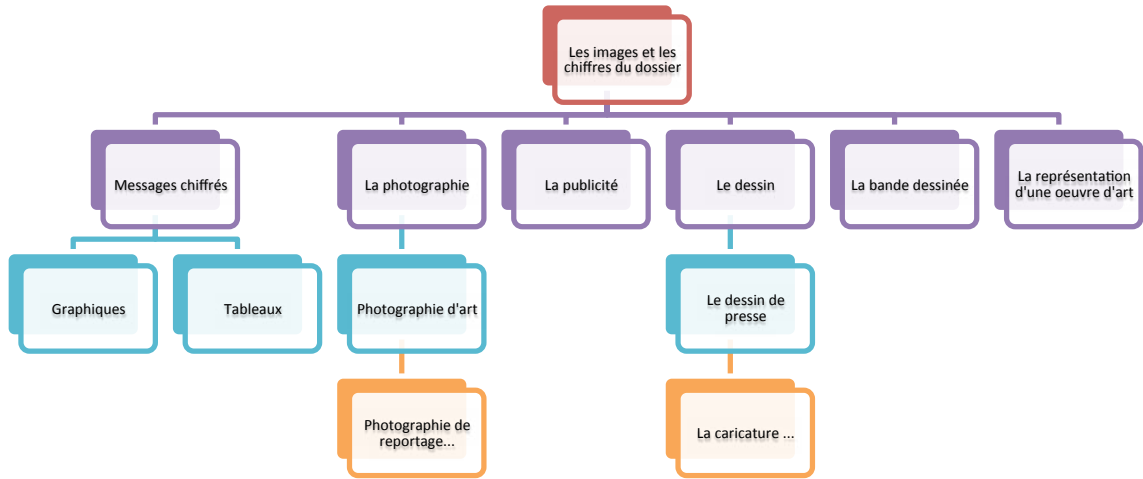 Les images et les
chiffres du dossier
Messages chiffrés
La photographie
La publicité
Le dessin
La bande dessinée
La représentation
d'une oeuvre d'art
Graphiques
Tableaux
Photographie d'art
Le dessin de
presse
Photographie de
reportage...
La caricature ...